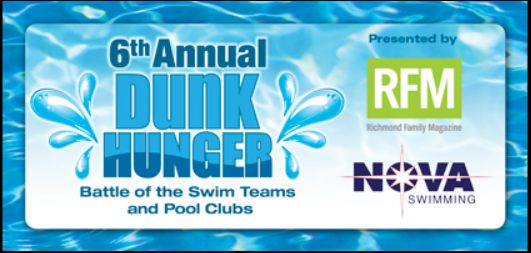 6th Annual
DUNK
HUNGER
Battle of the Swim Teams
and Pool Clubs
Presented by
RFM
Richmond Family Magazine
NOVA
SWIMMING